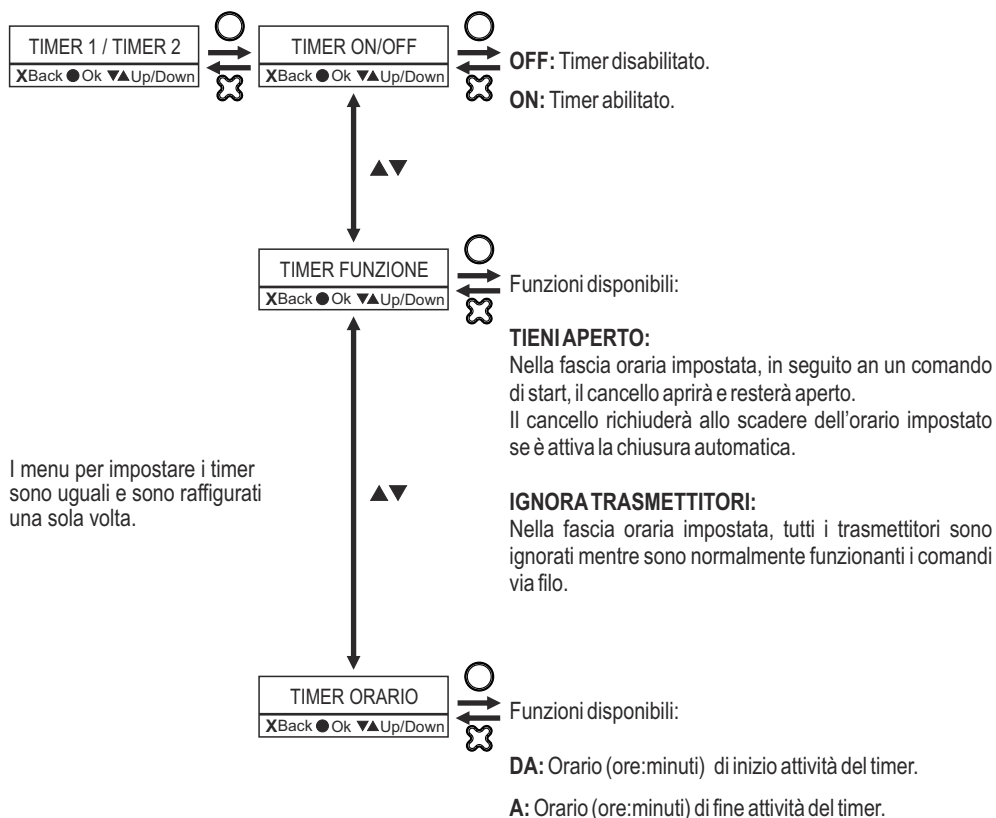 TIMER 1 / TIMER 2
XBack ●Ok ▼▲Up/Down
TIMER ON/OFF
XBack ●Ok ▼▲Up/Down
OFF: Timer disabilitato.
ON: Timer abilitato.
▲▼
TIMER FUNZIONE
XBack ●Ok ▼▲Up/Down
Funzioni disponibili:
TIENI APERTO:
Nella fascia oraria impostata, in seguito an un comando
di start, il cancello aprirà e resterà aperto.
Il cancello richiuderà allo scadere dell’orario impostato
se è attiva la chiusura automatica.
I menu per impostare i timer
sono uguali e sono raffigurati
una sola volta.
▲▼
IGNORA TRASMETTITORI:
Nella fascia oraria impostata, tutti i trasmettitori sono
ignorati mentre sono normalmente funzionanti i comandi
via filo.
TIMER ORARIO
XBack ●Ok ▼▲Up/Down
Funzioni disponibili:
DA: Orario (ore:minuti) di inizio attività del timer.
A: Orario (ore:minuti) di fine attività del timer.